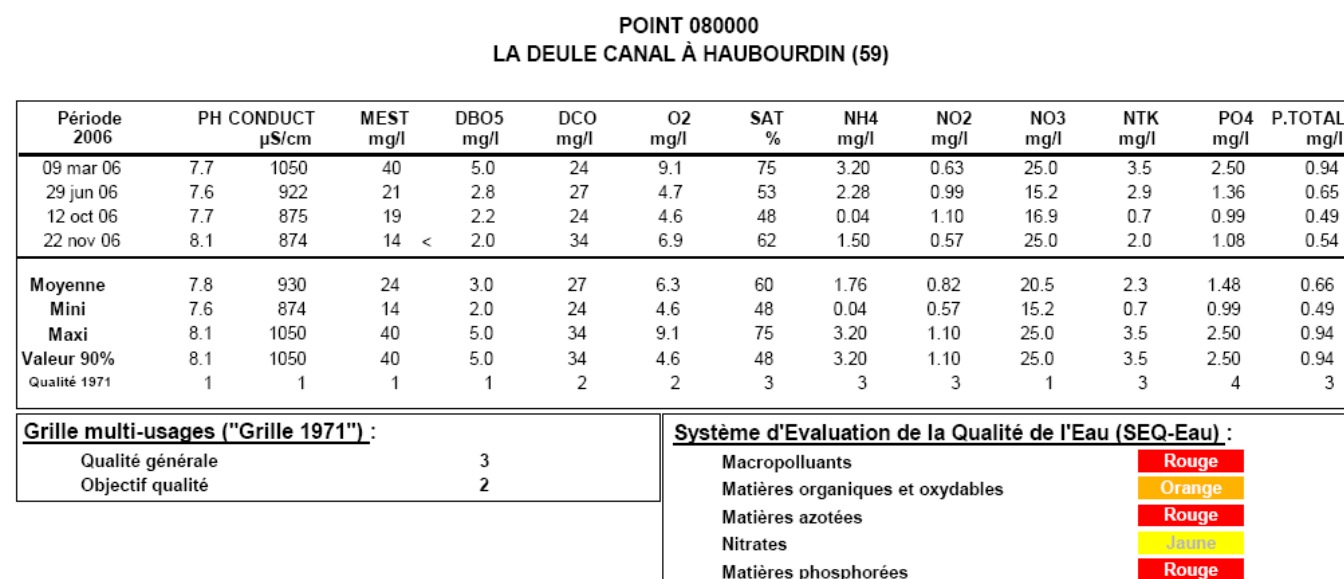 POINT 080000
LA DEULE CANAL À HAUBOURDIN (59)
Période PH CONDUCT MEST DBO5 DCO O2 SAT NH4 NO2 NO3 NTK PO4 P.TOTAL
2006 µS/cm mg/l mg/l mg/l mg/l % mg/l mg/l mg/l mg/l mg/l mg/l
09 mar 06 7.7 1050 40 5.0 24 9.1 75 3.20 0.63 25.0 3.5 2.50 0.94
29 jun 06 7.6 922 21 2.8 27 4.7 53 2.28 0.99 15.2 2.9 1.36 0.65
12 oct 06 7.7 875 19 2.2 24 4.6 48 0.04 1.10 16.9 0.7 0.99 0.49
22 nov 06 8.1 874 14 < 2.0 34 6.9 62 1.50 0.57 25.0 2.0 1.08 0.54
Moyenne 7.8 930 24 3.0 27 6.3 60 1.76 0.82 20.5 2.3 1.48 0.66
Mini 7.6 874 14 2.0 24 4.6 48 0.04 0.57 15.2 0.7 0.99 0.49
Maxi 8.1 1050 40 5.0 34 9.1 75 3.20 1.10 25.0 3.5 2.50 0.94
Valeur 90% 8.1 1050 40 5.0 34 4.6 48 3.20 1.10 25.0 3.5 2.50 0.94
Qualité 1971 1 1 1 1 2 2 3 3 3 1 3 4 3
Grille multi-usages ("Grille 1971") :
Qualité générale 3
Objectif qualité 2
Système d'Evaluation de la Qualité de l'Eau (SEQ-Eau) :
Macropolluants Rouge
Matières organiques et oxydables Orange
Matières azotées Rouge
Nitrates Jaune
Matières phosphorées Rouge